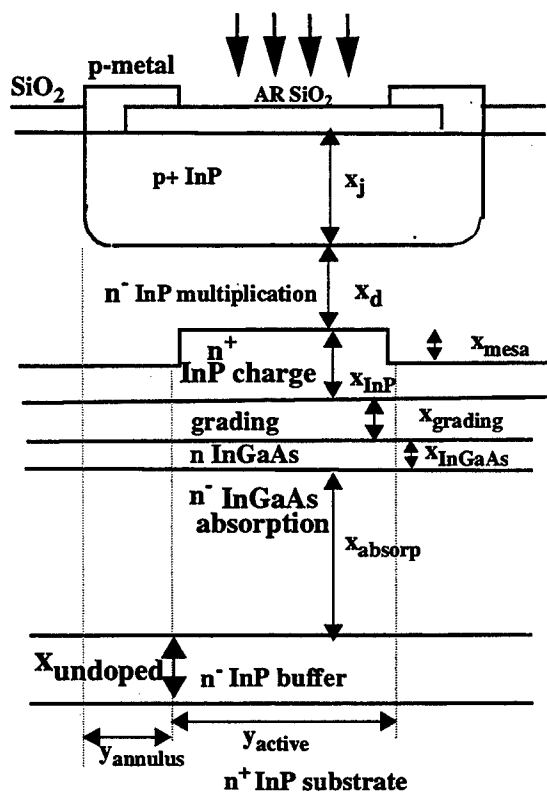 p-metal
SiO2
AR SiO2
p+ InP
xj
n- InP multiplication
xd
n+
InP charge
xmesa
xInP
grading
xgrading
n InGaAs
xInGaAs
n- InGaAs
absorption
xabsorp
xundoped
n- InP buffer
yannulus
yactive
n+ InP substrate